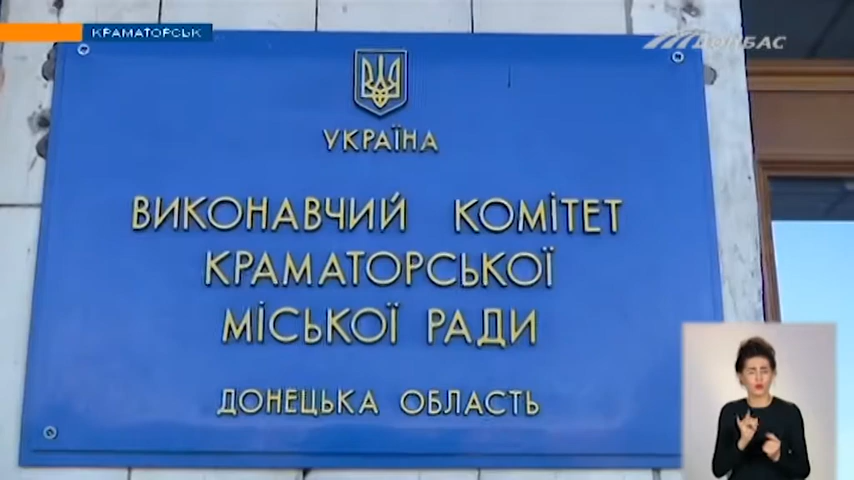 КРАМАТОРСЬК
ДОНБАС
УКРАЇНА
ВИКОНАВЧИЙ КОМІТЕТ
КРАМАТОРСЬКОЇ
МІСЬКОЇ РАДИ
ДОНЕЦЬКА ОБЛАСТЬ